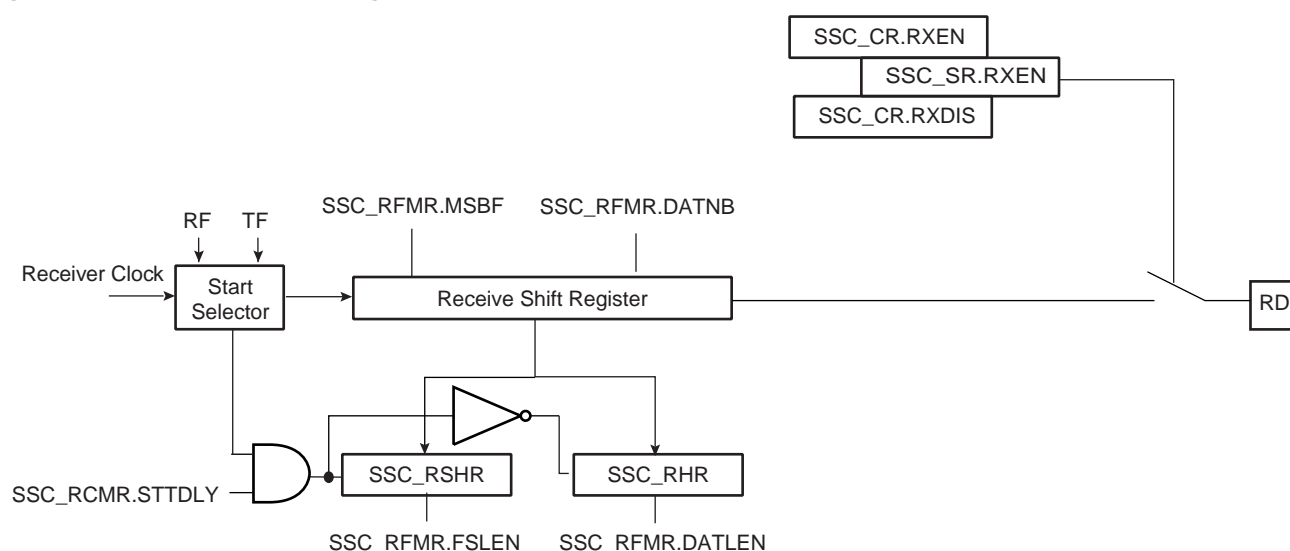 SSC_CR.RXEN
SSC_SR.RXEN
SSC_CR.RXDIS
SSC_RFMR.MSBF
SSC_RFMR.DATNB
RF
TF
Receiver Clock
Start
Selector
Receive Shift Register
RD
SSC_RSHR
SSC_RHR
SSC_RCMR.STTDLY
SSC_RFMR.FSLEN
SSC_RFMR.DATLEN